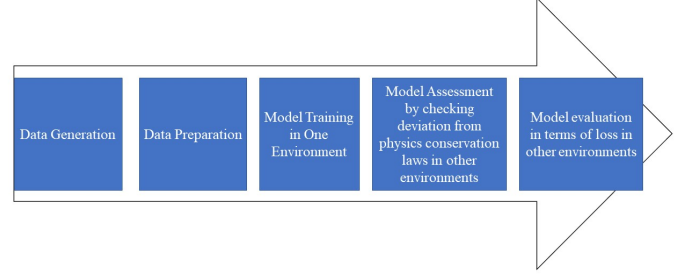 Data Generation
Data Preparation
Model Training
in One
Environment
Model Assessment
by checking
deviation from
physics conservation
laws in other
environments
Model evaluation
in terms of loss in
other environments